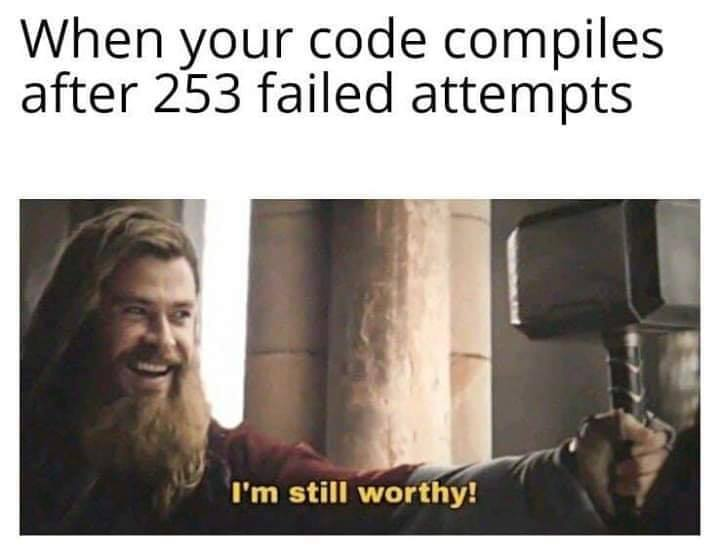 When your code compiles
after 253 failed attempts
I'm still worthy!